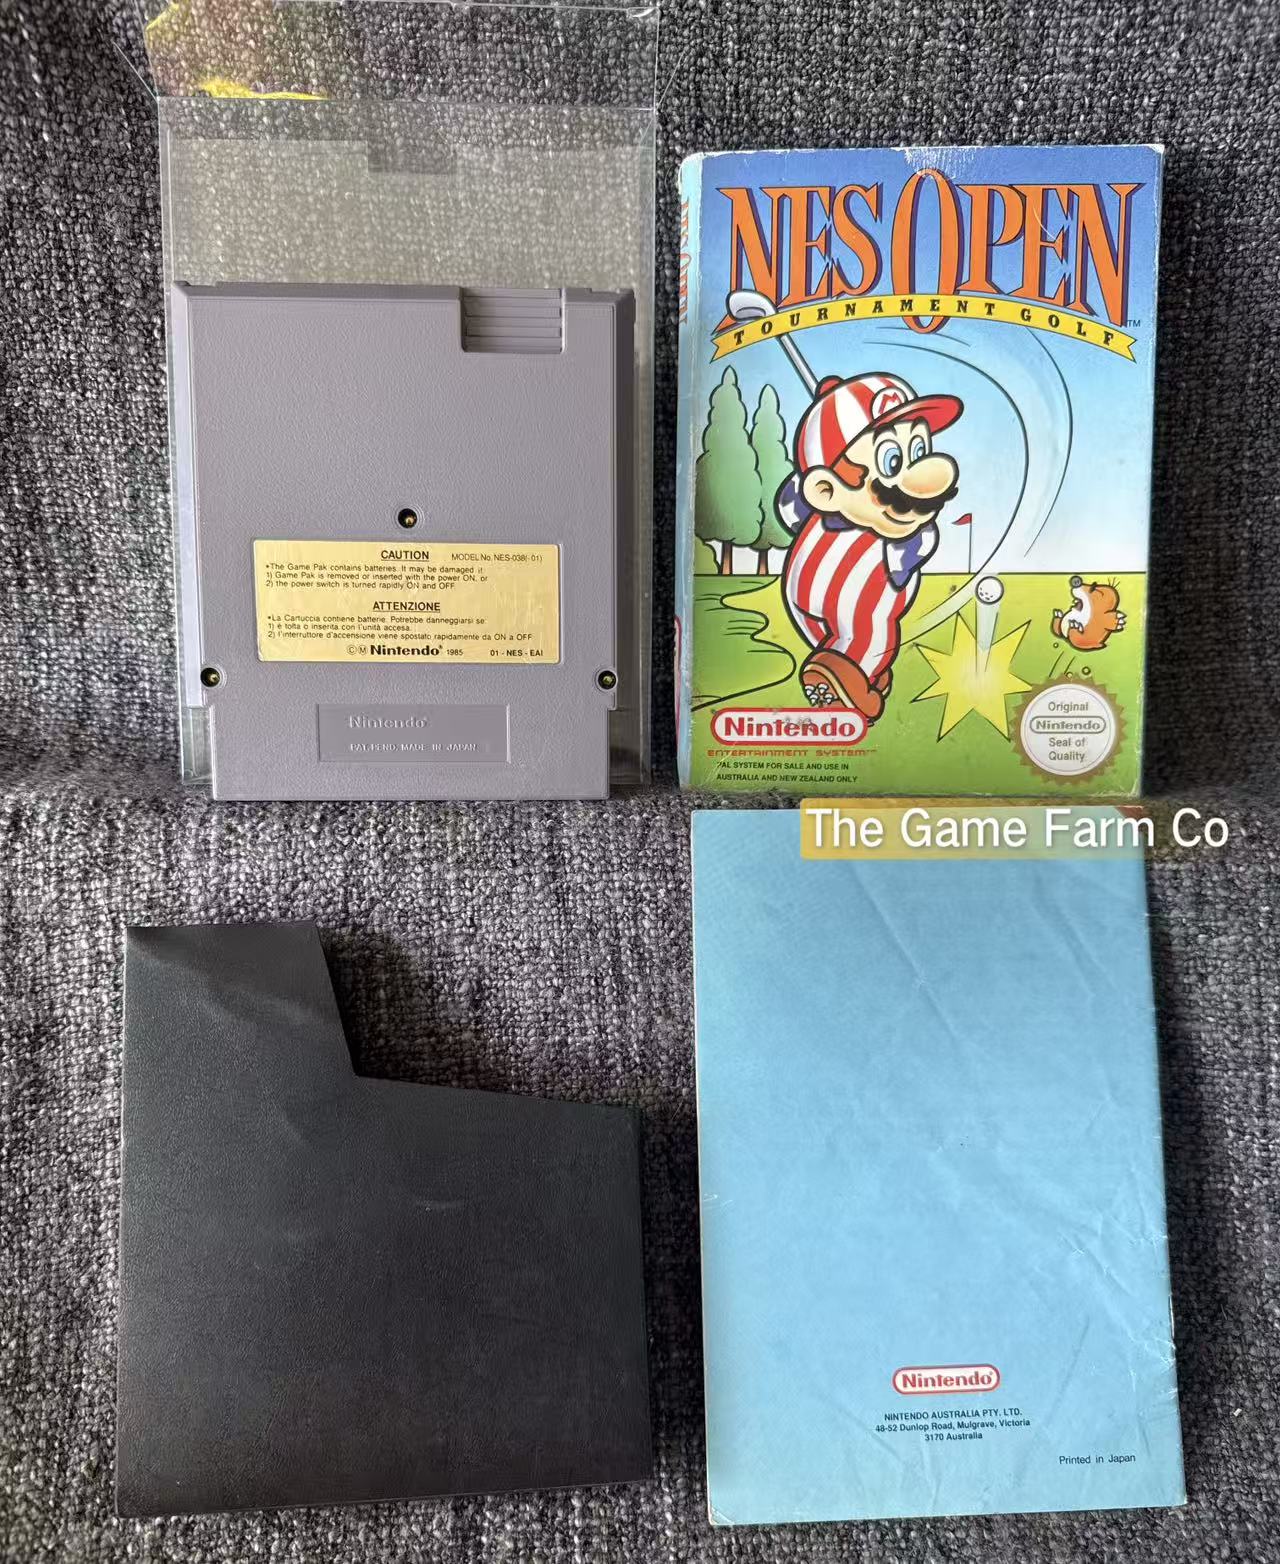 CAUTION MODEL No. NES-038(-01)
•The Game Pak contains batteries. It may be damaged if:
1) Game Pak is removed or inserted with the power ON, or
2) the power switch is turned rapidly ON and OFF
ATTENZIONE
•La Cartuccia contiene batterie. Potrebbe danneggiarsi se:
1) è tolta o inserita con l'unità accesa.
2) l'interruttore d'accensione viene spostato rapidamente da ON a OFF
©Ⓜ Nintendo® 1985 01 - NES - EAI
Nintendo®
PAT. PEND. MADE IN JAPAN
NES OPEN
TOURNAMENT GOLF™
M
Nintendo
ENTERTAINMENT SYSTEM™
PAL SYSTEM FOR SALE AND USE IN
AUSTRALIA AND NEW ZEALAND ONLY
Original
Nintendo
Seal of
Quality
The Game Farm Co
Nintendo®
NINTENDO AUSTRALIA PTY. LTD.
48-52 Dunlop Road, Mulgrave, Victoria
3170 Australia
Printed in Japan